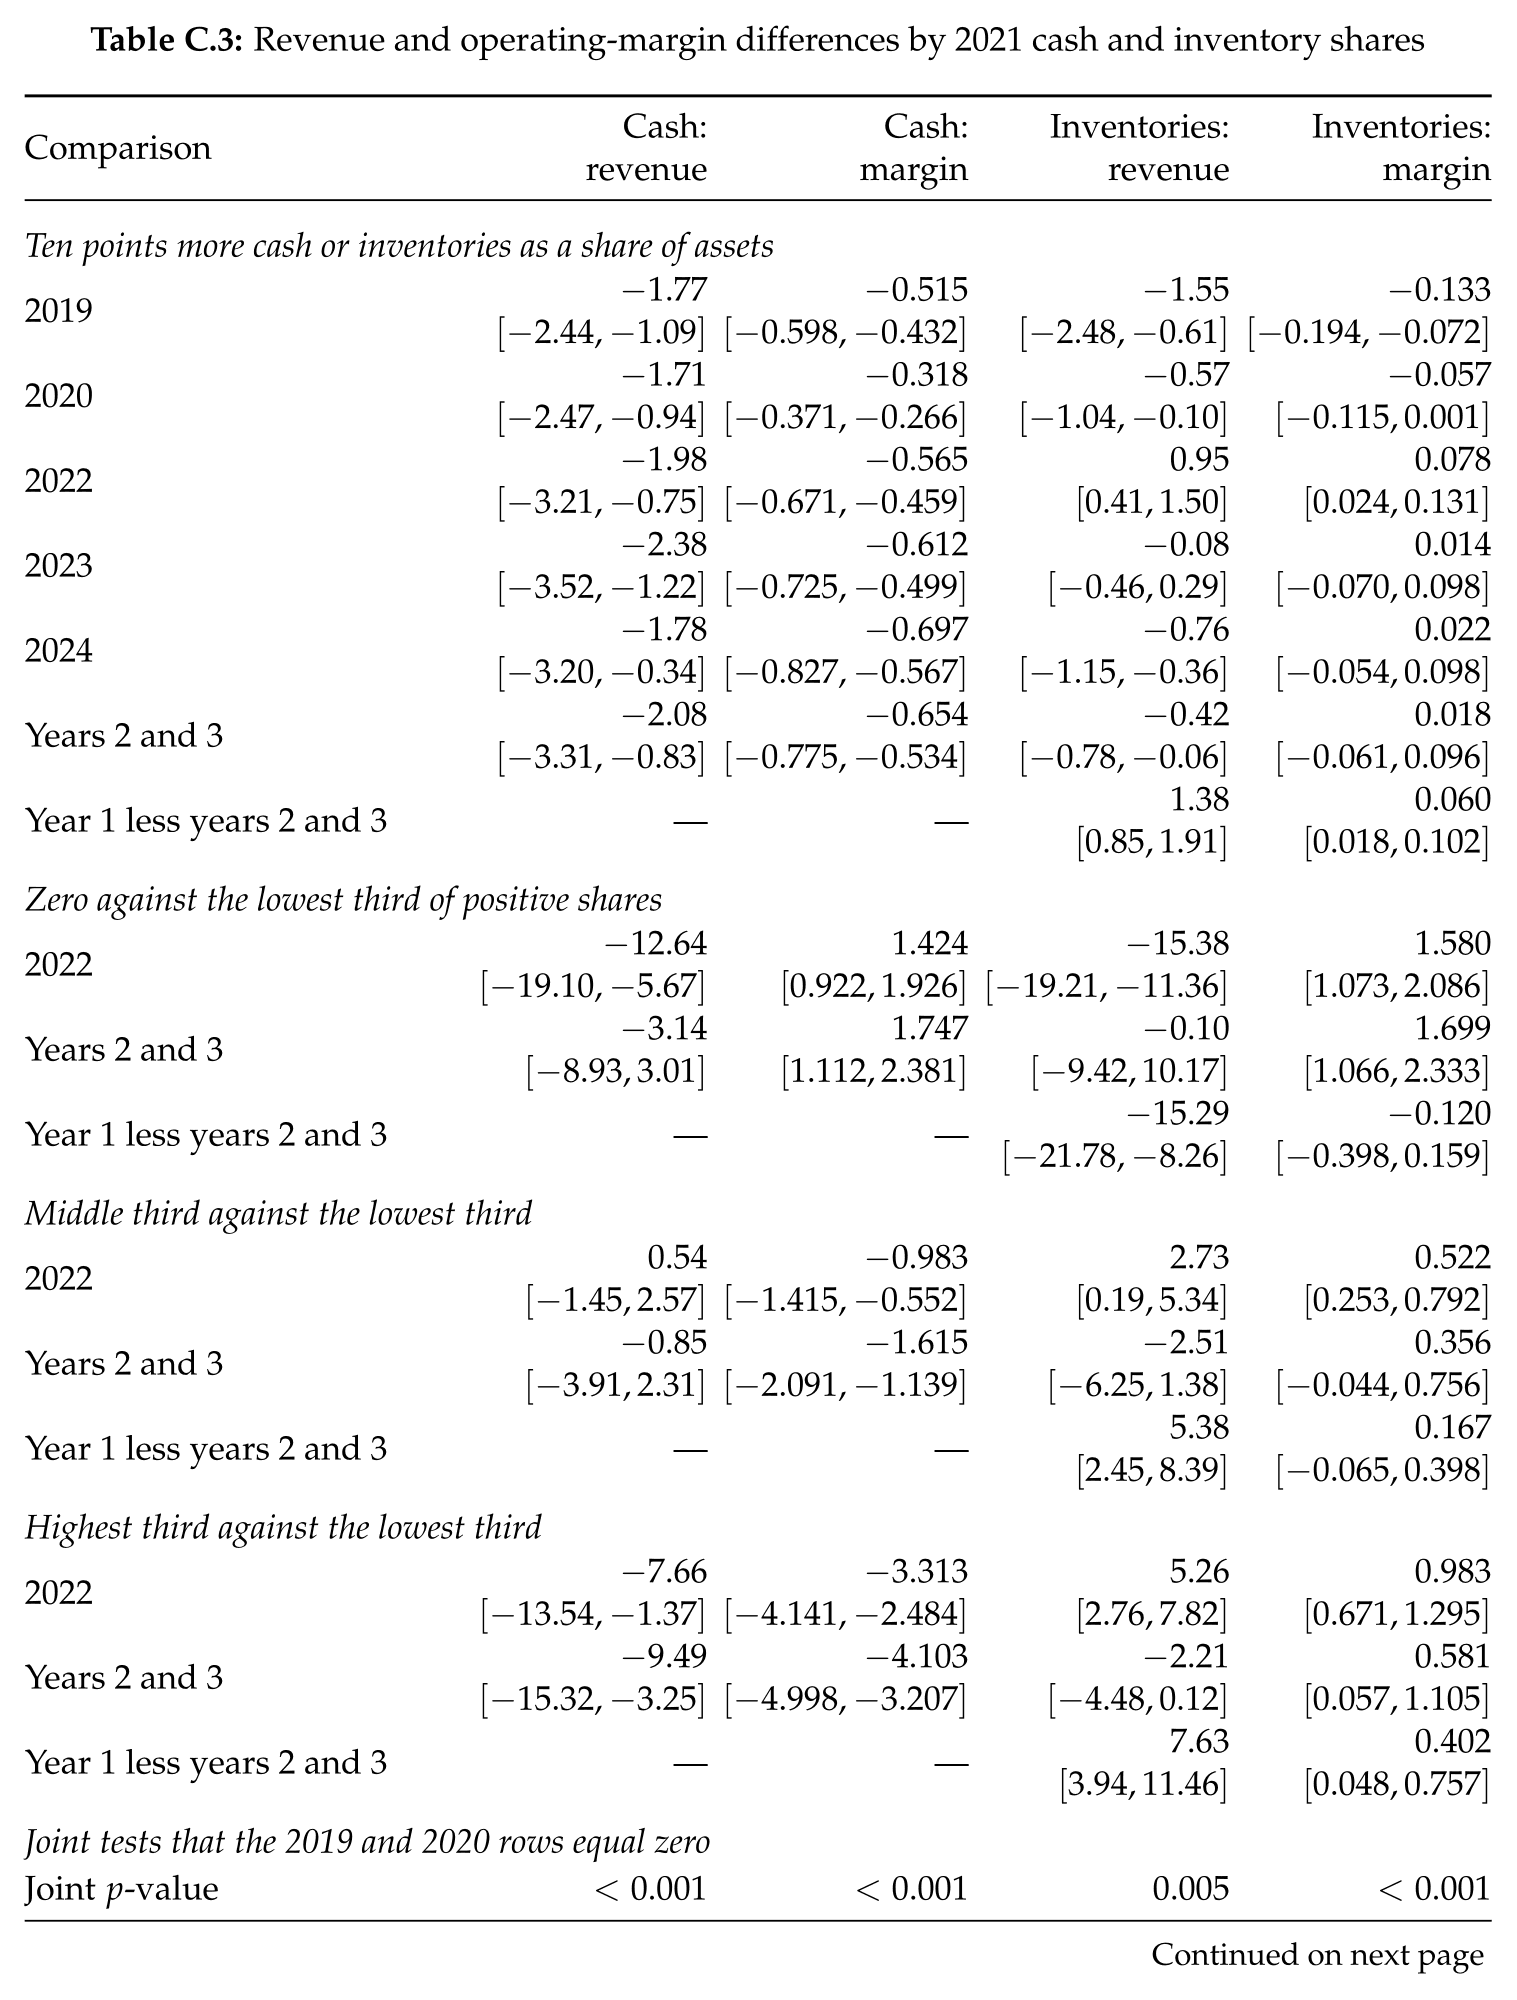 Table C.3: Revenue and operating-margin differences by 2021 cash and inventory shares
Comparison Cash: revenue Cash: margin Inventories: revenue Inventories: margin
Ten points more cash or inventories as a share of assets
2019 −1.77 −0.515 −1.55 −0.133
[−2.44, −1.09] [−0.598, −0.432] [−2.48, −0.61] [−0.194, −0.072]
2020 −1.71 −0.318 −0.57 −0.057
[−2.47, −0.94] [−0.371, −0.266] [−1.04, −0.10] [−0.115, 0.001]
2022 −1.98 −0.565 0.95 0.078
[−3.21, −0.75] [−0.671, −0.459] [0.41, 1.50] [0.024, 0.131]
2023 −2.38 −0.612 −0.08 0.014
[−3.52, −1.22] [−0.725, −0.499] [−0.46, 0.29] [−0.070, 0.098]
2024 −1.78 −0.697 −0.76 0.022
[−3.20, −0.34] [−0.827, −0.567] [−1.15, −0.36] [−0.054, 0.098]
Years 2 and 3 −2.08 −0.654 −0.42 0.018
[−3.31, −0.83] [−0.775, −0.534] [−0.78, −0.06] [−0.061, 0.096]
Year 1 less years 2 and 3 — — 1.38 0.060
[0.85, 1.91] [0.018, 0.102]
Zero against the lowest third of positive shares
2022 −12.64 1.424 −15.38 1.580
[−19.10, −5.67] [0.922, 1.926] [−19.21, −11.36] [1.073, 2.086]
Years 2 and 3 −3.14 1.747 −0.10 1.699
[−8.93, 3.01] [1.112, 2.381] [−9.42, 10.17] [1.066, 2.333]
Year 1 less years 2 and 3 — — −15.29 −0.120
[−21.78, −8.26] [−0.398, 0.159]
Middle third against the lowest third
2022 0.54 −0.983 2.73 0.522
[−1.45, 2.57] [−1.415, −0.552] [0.19, 5.34] [0.253, 0.792]
Years 2 and 3 −0.85 −1.615 −2.51 0.356
[−3.91, 2.31] [−2.091, −1.139] [−6.25, 1.38] [−0.044, 0.756]
Year 1 less years 2 and 3 — — 5.38 0.167
[2.45, 8.39] [−0.065, 0.398]
Highest third against the lowest third
2022 −7.66 −3.313 5.26 0.983
[−13.54, −1.37] [−4.141, −2.484] [2.76, 7.82] [0.671, 1.295]
Years 2 and 3 −9.49 −4.103 −2.21 0.581
[−15.32, −3.25] [−4.998, −3.207] [−4.48, 0.12] [0.057, 1.105]
Year 1 less years 2 and 3 — — 7.63 0.402
[3.94, 11.46] [0.048, 0.757]
Joint tests that the 2019 and 2020 rows equal zero
Joint p-value < 0.001 < 0.001 0.005 < 0.001
Continued on next page